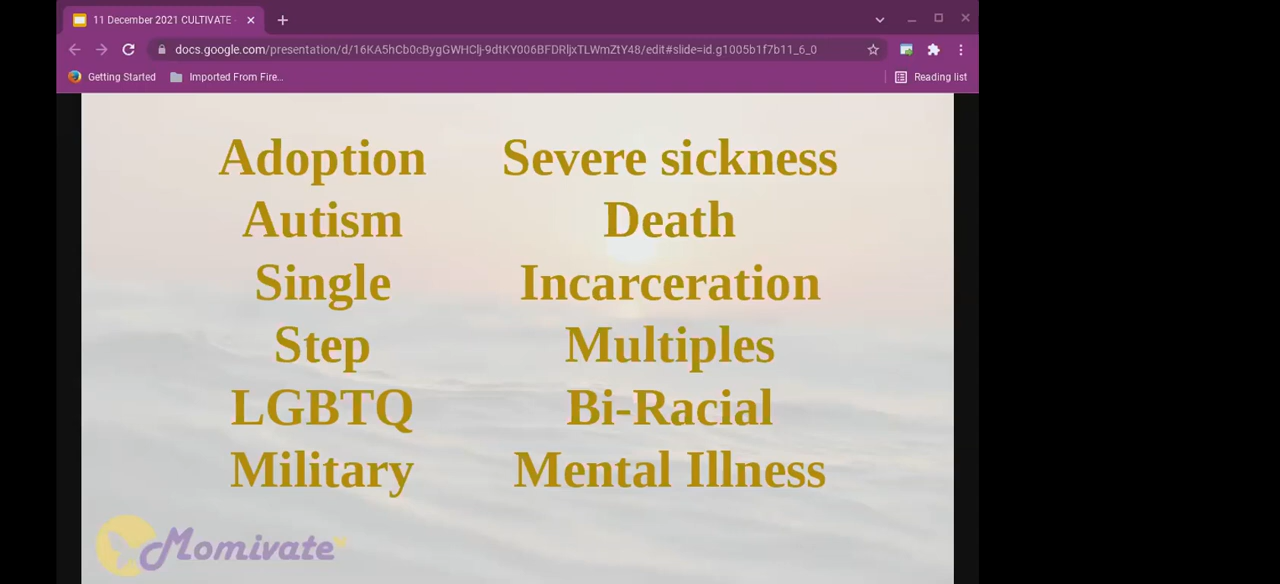 11 December 2021 CULTIVATE
docs.google.com/presentation/d/16KA5hCb0cBygGWHClj-9dtKY006BFDRljxTLWmZtY48/edit#slide=id.g1005b1f7b11_6_0
Getting Started
Imported From Fire...
Reading list
Adoption
Autism
Single
Step
LGBTQ
Military
Severe sickness
Death
Incarceration
Multiples
Bi-Racial
Mental Illness
Momivate